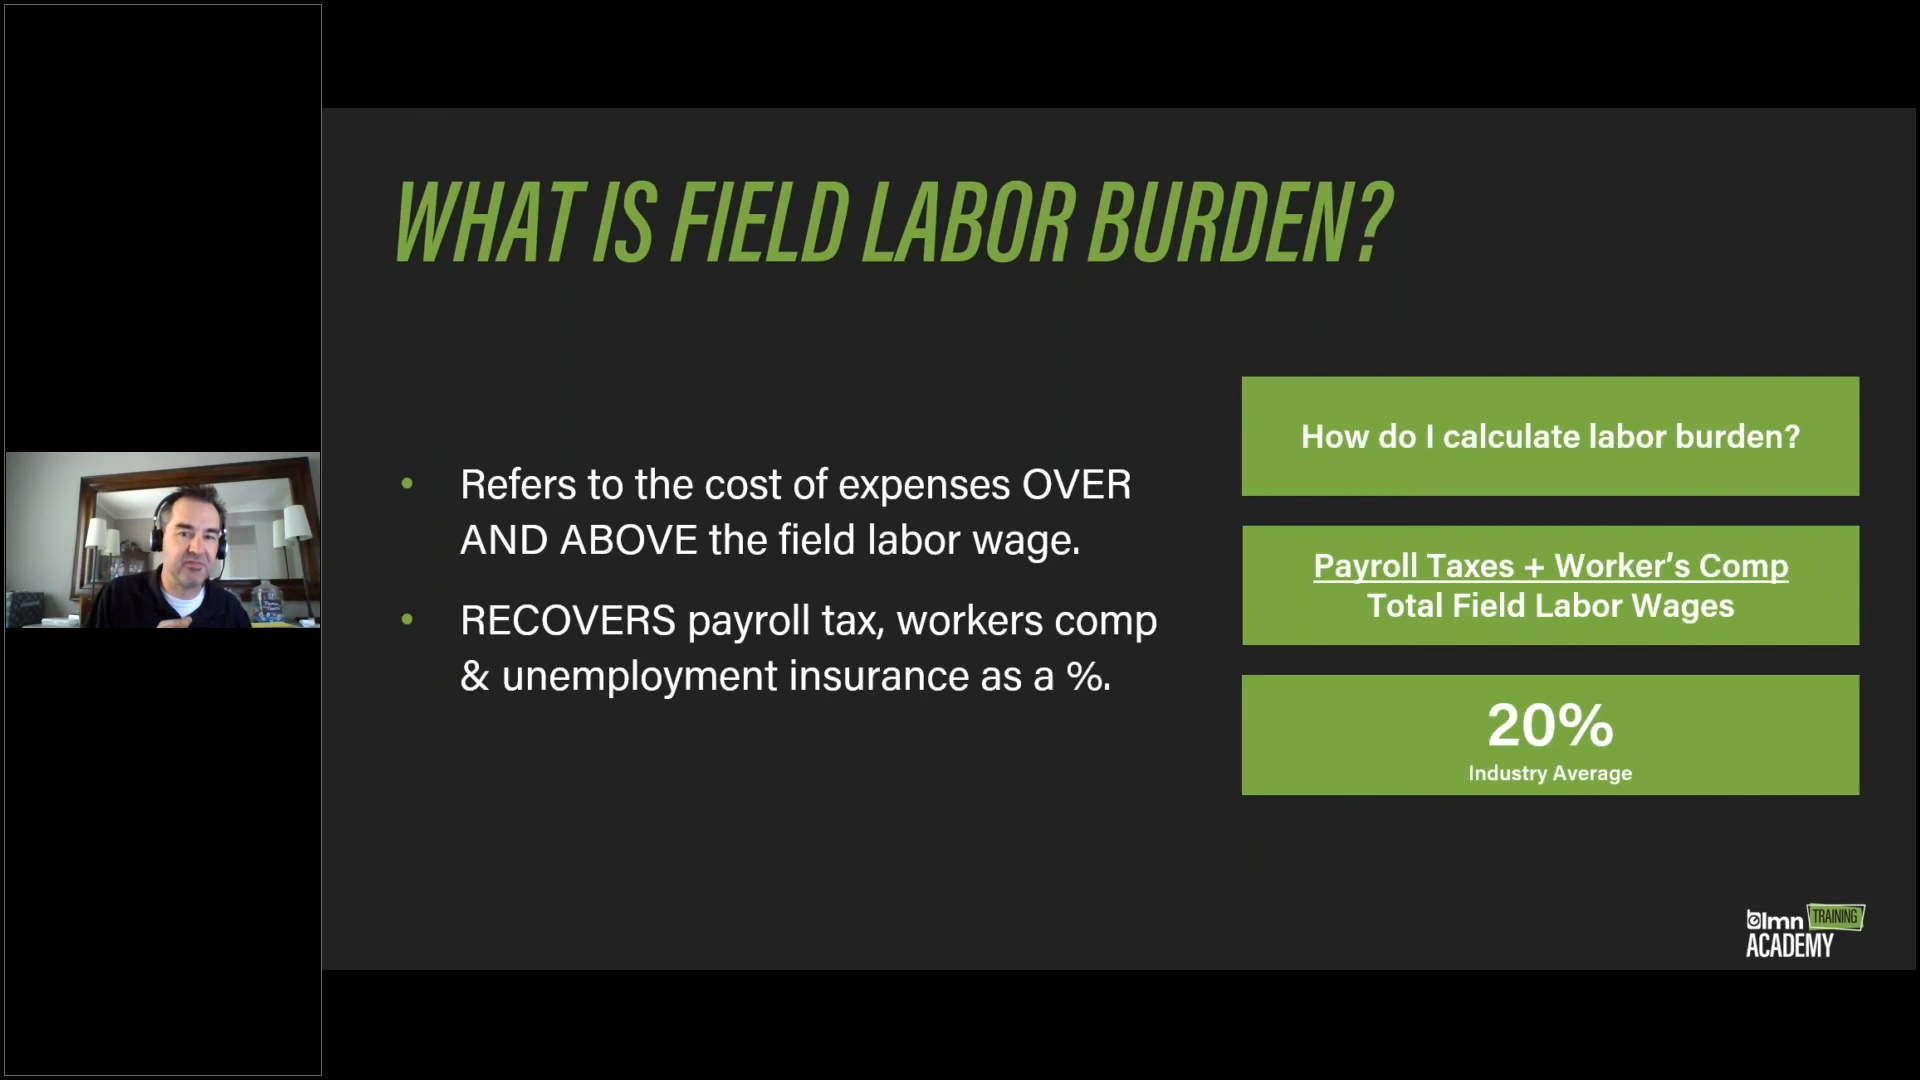 WHAT IS FIELD LABOR BURDEN?
• Refers to the cost of expenses OVER
AND ABOVE the field labor wage.
• RECOVERS payroll tax, workers comp
& unemployment insurance as a %.
How do I calculate labor burden?
Payroll Taxes + Worker’s Comp
Total Field Labor Wages
20%
Industry Average
lmn TRAINING
ACADEMY